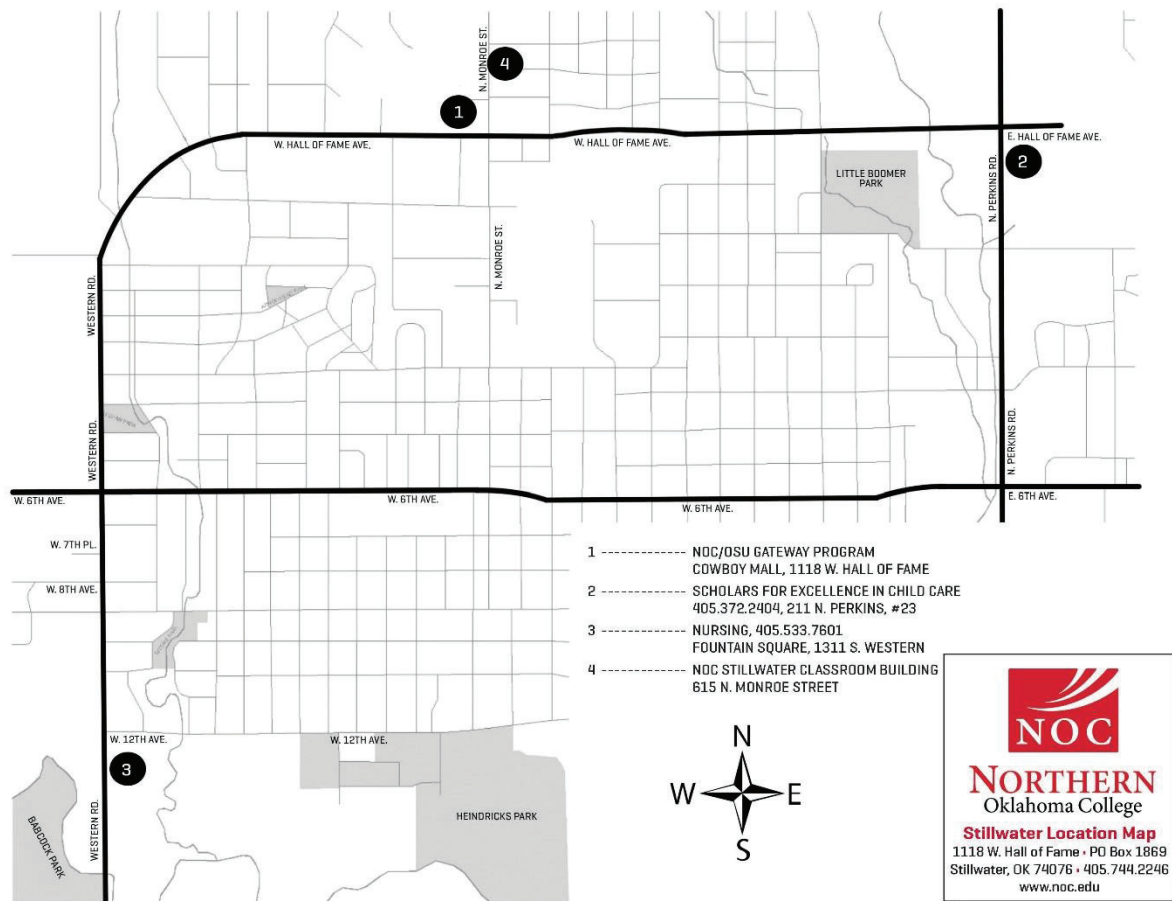 N. MONROE ST.
4
1
W. HALL OF FAME AVE.
W. HALL OF FAME AVE.
E. HALL OF FAME AVE.
2
LITTLE BOOMER
PARK
N. PERKINS RD.
N. MONROE ST.
WESTERN RD.
WESTERN RD.
N. PERKINS RD.
W. 6TH AVE.
W. 6TH AVE.
W. 6TH AVE.
E. 6TH AVE.
W. 7TH PL.
W. 8TH AVE.
W. 12TH AVE.
W. 12TH AVE.
3
WESTERN RD.
BABCOCK PARK
HEINDRICKS PARK
1 ------------ NOC/OSU GATEWAY PROGRAM
COWBOY MALL, 1118 W. HALL OF FAME
2 ------------ SCHOLARS FOR EXCELLENCE IN CHILD CARE
405.372.2404, 211 N. PERKINS, #23
3 ------------ NURSING, 405.533.7601
FOUNTAIN SQUARE, 1311 S. WESTERN
4 ------------ NOC STILLWATER CLASSROOM BUILDING
615 N. MONROE STREET
N
W E
S
NOC
NORTHERN
Oklahoma College
Stillwater Location Map
1118 W. Hall of Fame • PO Box 1869
Stillwater, OK 74076 • 405.744.2246
www.noc.edu